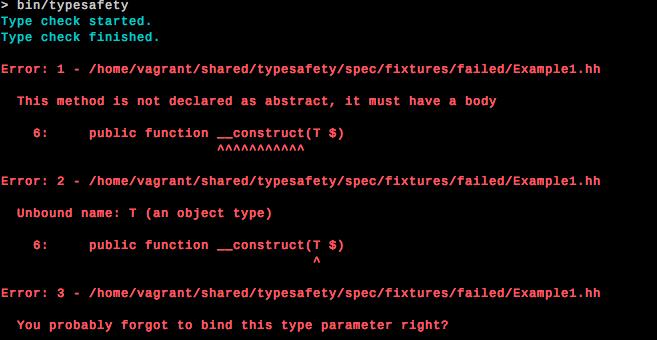 > bin/typesafety
Type check started.
Type check finished.
Error: 1 - /home/vagrant/shared/typesafety/spec/fixtures/failed/Example1.hh
This method is not declared as abstract, it must have a body
6:     public function __construct(T $)
^^^^^^^^^^^
Error: 2 - /home/vagrant/shared/typesafety/spec/fixtures/failed/Example1.hh
Unbound name: T (an object type)
6:     public function __construct(T $)
^
Error: 3 - /home/vagrant/shared/typesafety/spec/fixtures/failed/Example1.hh
You probably forgot to bind this type parameter right?